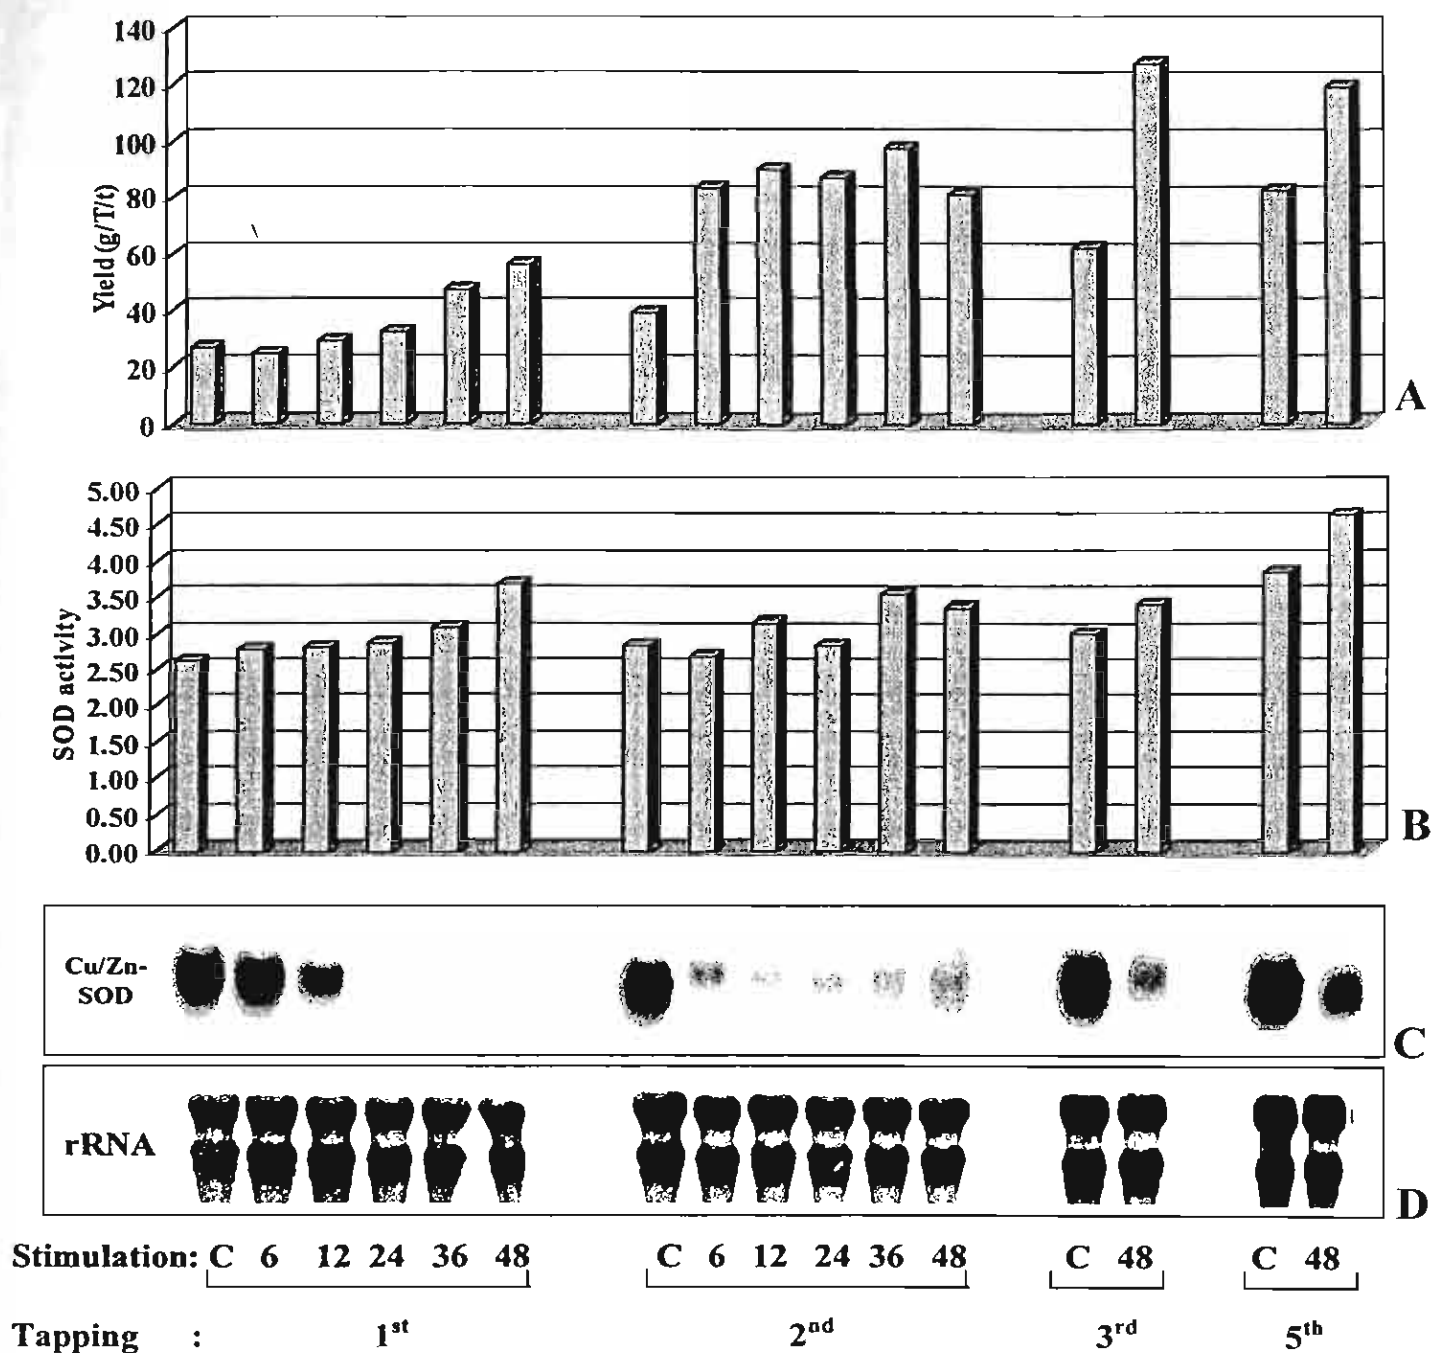 140
120
100
80
60
40
20
0
Yield (g/T/t)
A
5.00
4.50
4.00
3.50
3.00
2.50
2.00
1.50
1.00
0.50
0.00
SOD activity
B
Cu/Zn-
SOD
C
rRNA
D
Stimulation: C 6 12 24 36 48 C 6 12 24 36 48 C 48 C 48
Tapping : 1st 2nd 3rd 5th